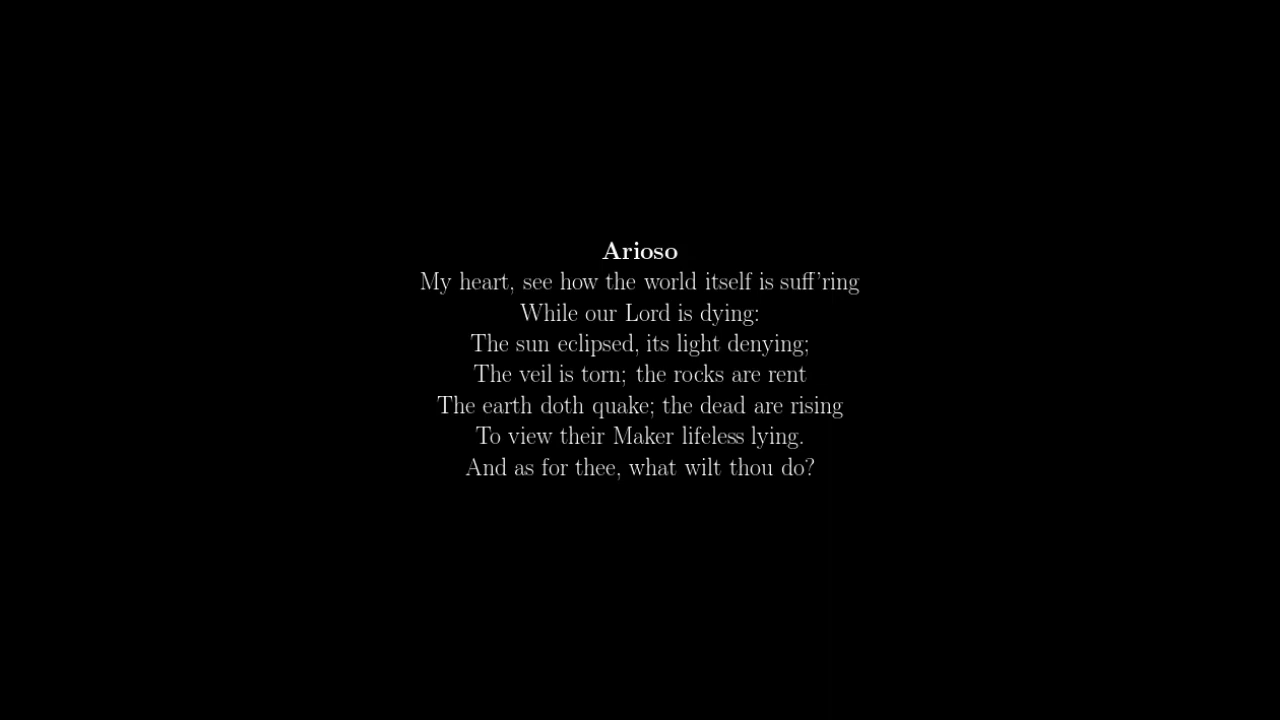 Arioso
My heart, see how the world itself is suff'ring
While our Lord is dying:
The sun eclipsed, its light denying;
The veil is torn; the rocks are rent
The earth doth quake; the dead are rising
To view their Maker lifeless lying.
And as for thee, what wilt thou do?